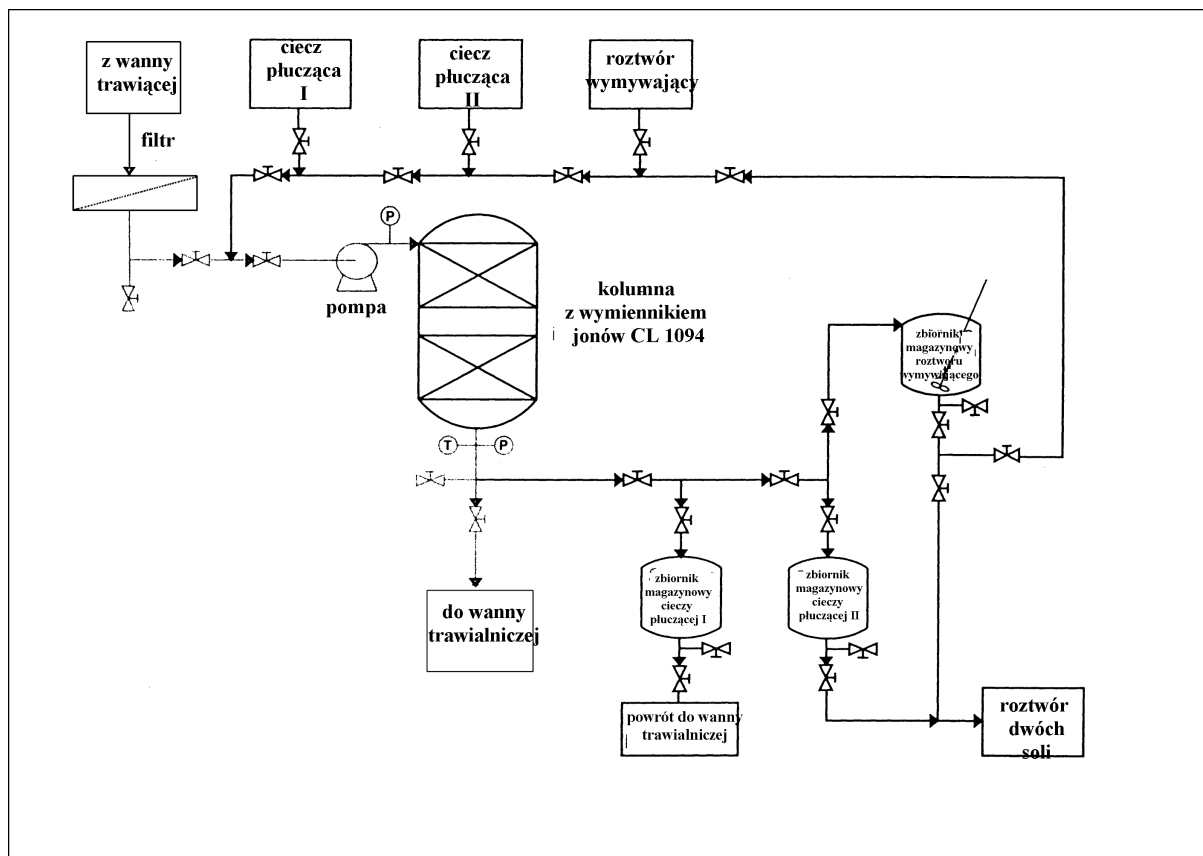 z wanny
trawiącej
ciecz
płucząca
I
ciecz
płucząca
II
roztwór
wymywający
filtr
P
pompa
kolumna
z wymiennikiem
jonów CL 1094
zbiornik
magazynowy
roztworu
wymywającego
T
P
do wanny
trawialniczej
zbiornik
magazynowy
cieczy
płuczącej I
zbiornik
magazynowy
cieczy
płuczącej II
powrót do wanny
trawialniczej
roztwór
dwóch
soli